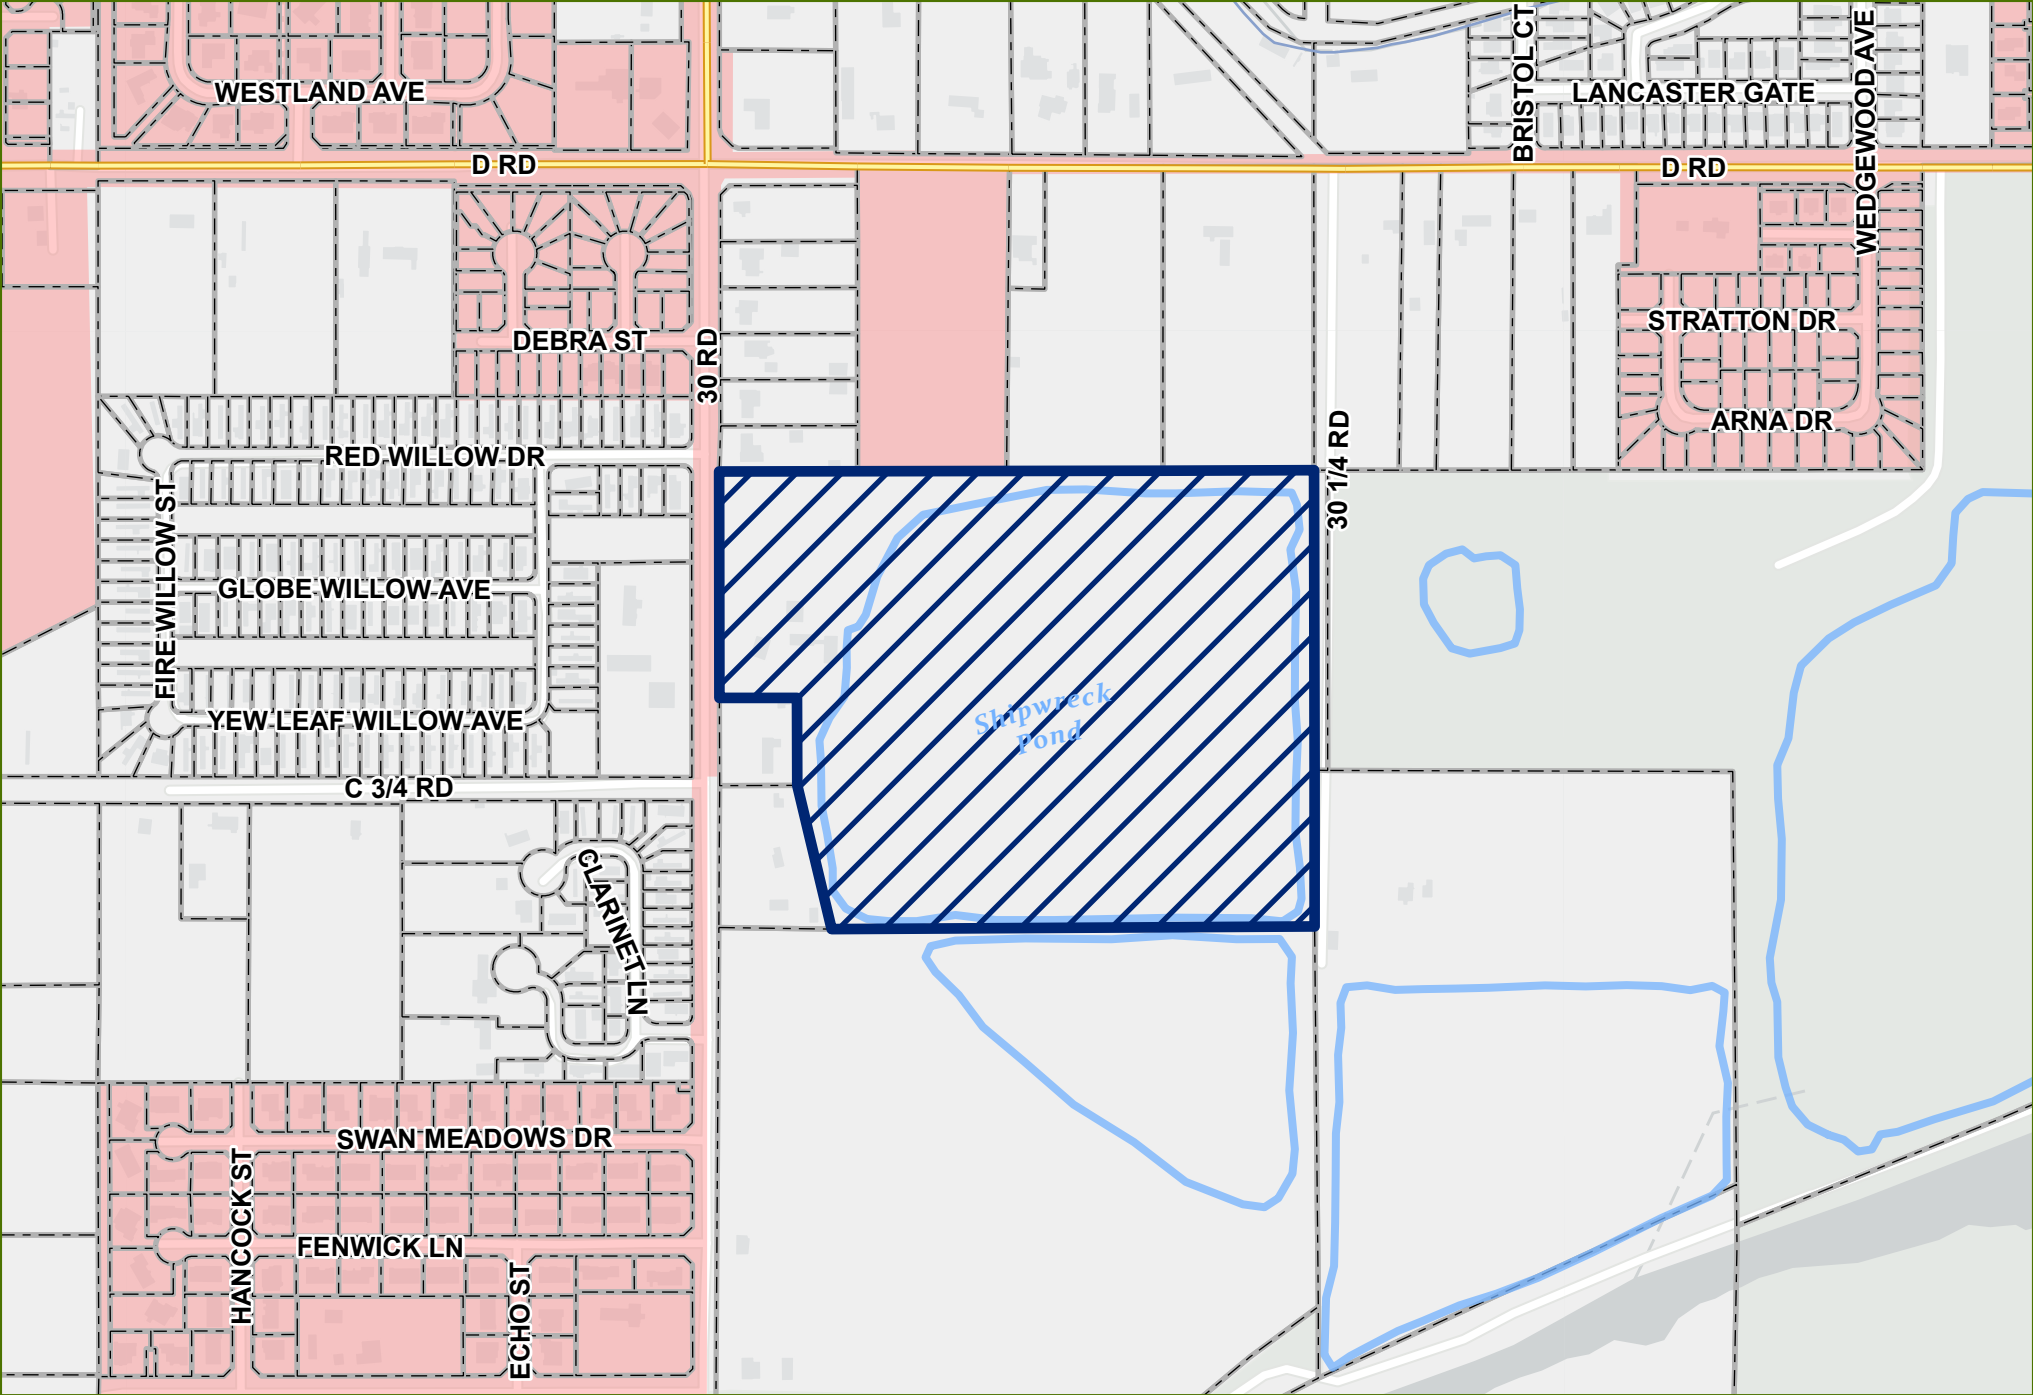 BRISTOL CT
WEDGEWOOD AVE
WESTLAND AVE
LANCASTER GATE
D RD
D RD
STRATTON DR
DEBRA ST
30 RD
ARNA DR
30 1/4 RD
RED WILLOW DR
FIRE WILLOW ST
GLOBE WILLOW AVE
Shipwreck
Pond
YEW LEAF WILLOW AVE
C 3/4 RD
CLARINET LN
SWAN MEADOWS DR
HANCOCK ST
FENWICK LN
ECHO ST